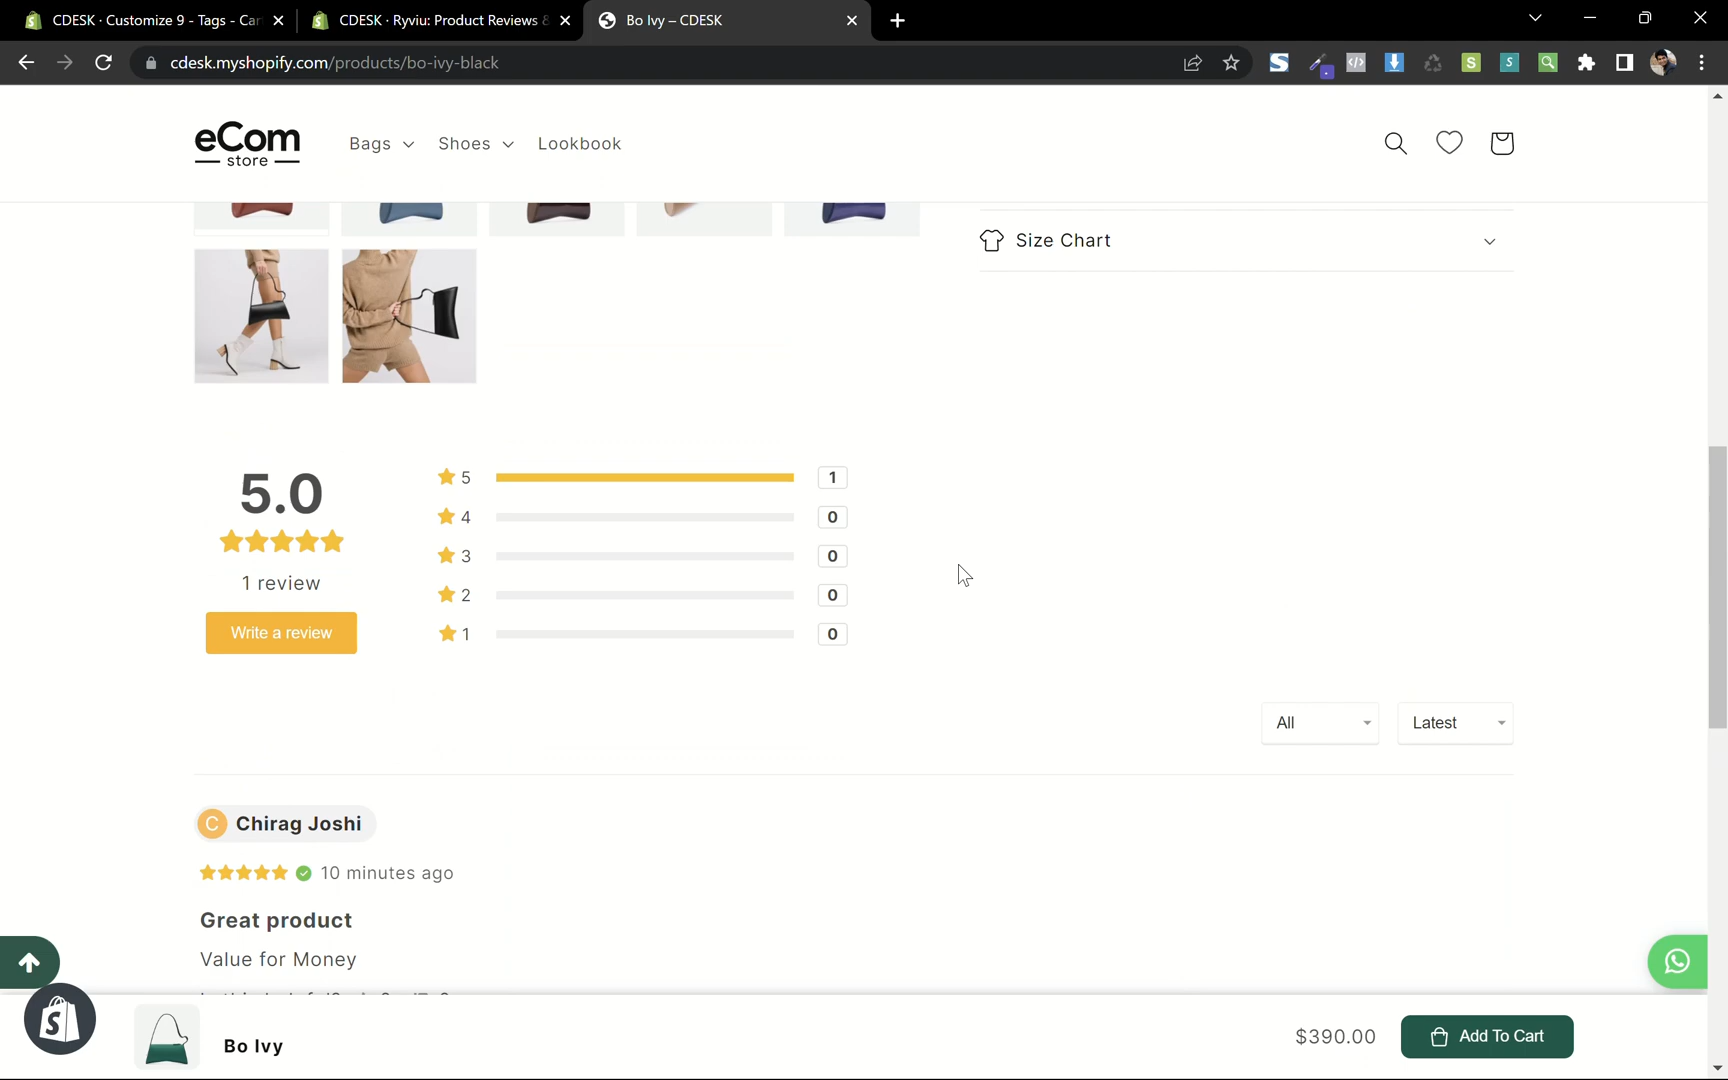 CDESK · Customize 9 - Tags - Ca
CDESK · Ryviu: Product Reviews &
Bo Ivy – CDESK
cdesk.myshopify.com/products/bo-ivy-black
eCom
store
Bags
Shoes
Lookbook
Size Chart
5.0
1 review
Write a review
5
1
4
0
3
0
2
0
1
0
All
Latest
C
Chirag Joshi
10 minutes ago
Great product
Value for Money
Bo Ivy
$390.00
Add To Cart